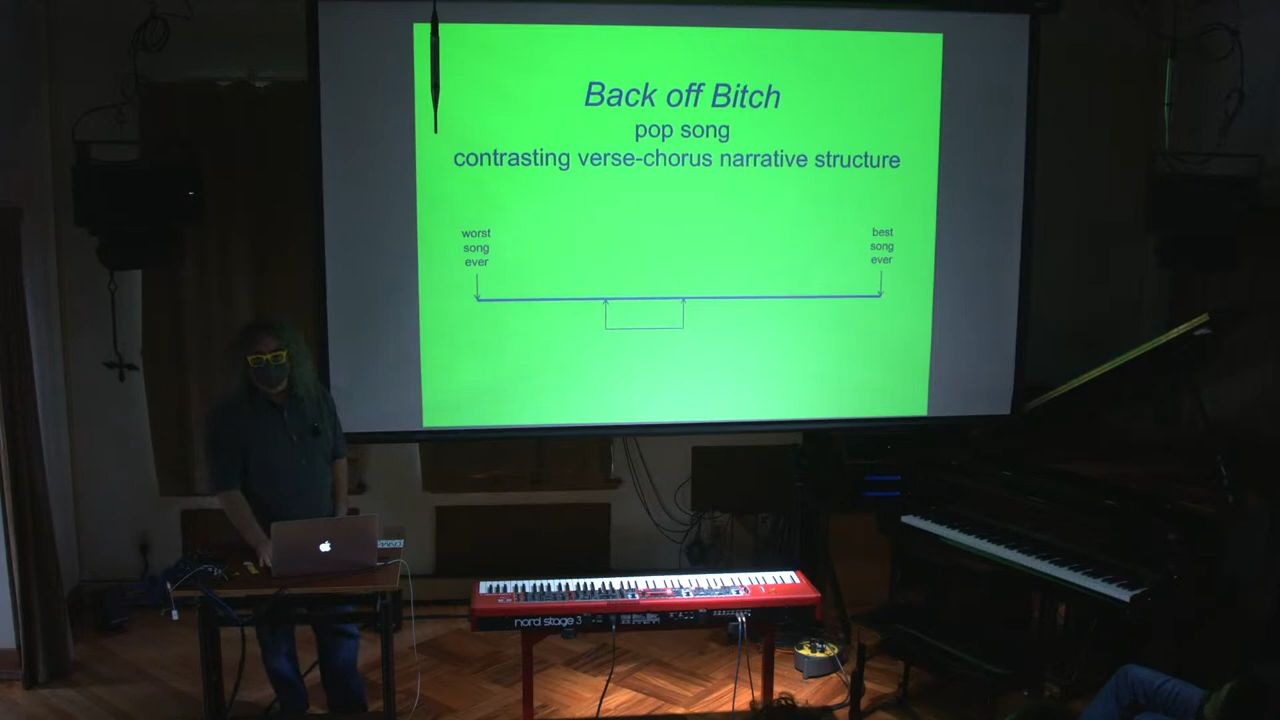 Back off Bitch
pop song
contrasting verse-chorus narrative structure
worst
song
ever
best
song
ever
nord stage 3